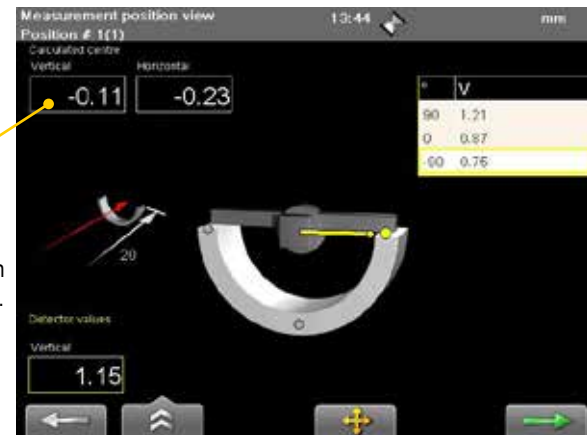 Measurement position view 13:44 mm
Position # 1(1)
Calculated centre
Vertical Horizontal
-0.11 -0.23
° V
90 1.21
0 0.87
-90 0.76
20
Detector values
Vertical
1.15